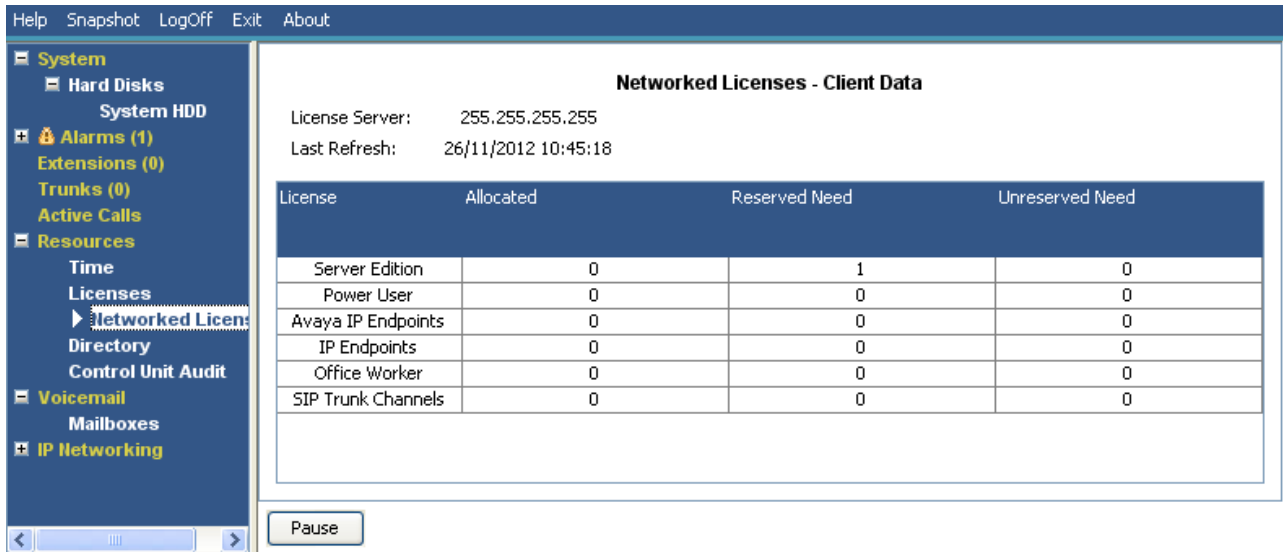 Help Snapshot LogOff Exit About
System
Hard Disks
System HDD
Alarms (1)
Extensions (0)
Trunks (0)
Active Calls
Resources
Time
Licenses
Networked Licens
Directory
Control Unit Audit
Voicemail
Mailboxes
IP Networking
Networked Licenses - Client Data
License Server: 255.255.255.255
Last Refresh: 26/11/2012 10:45:18
License Allocated Reserved Need Unreserved Need
Server Edition 0 1 0
Power User 0 0 0
Avaya IP Endpoints 0 0 0
IP Endpoints 0 0 0
Office Worker 0 0 0
SIP Trunk Channels 0 0 0
Pause